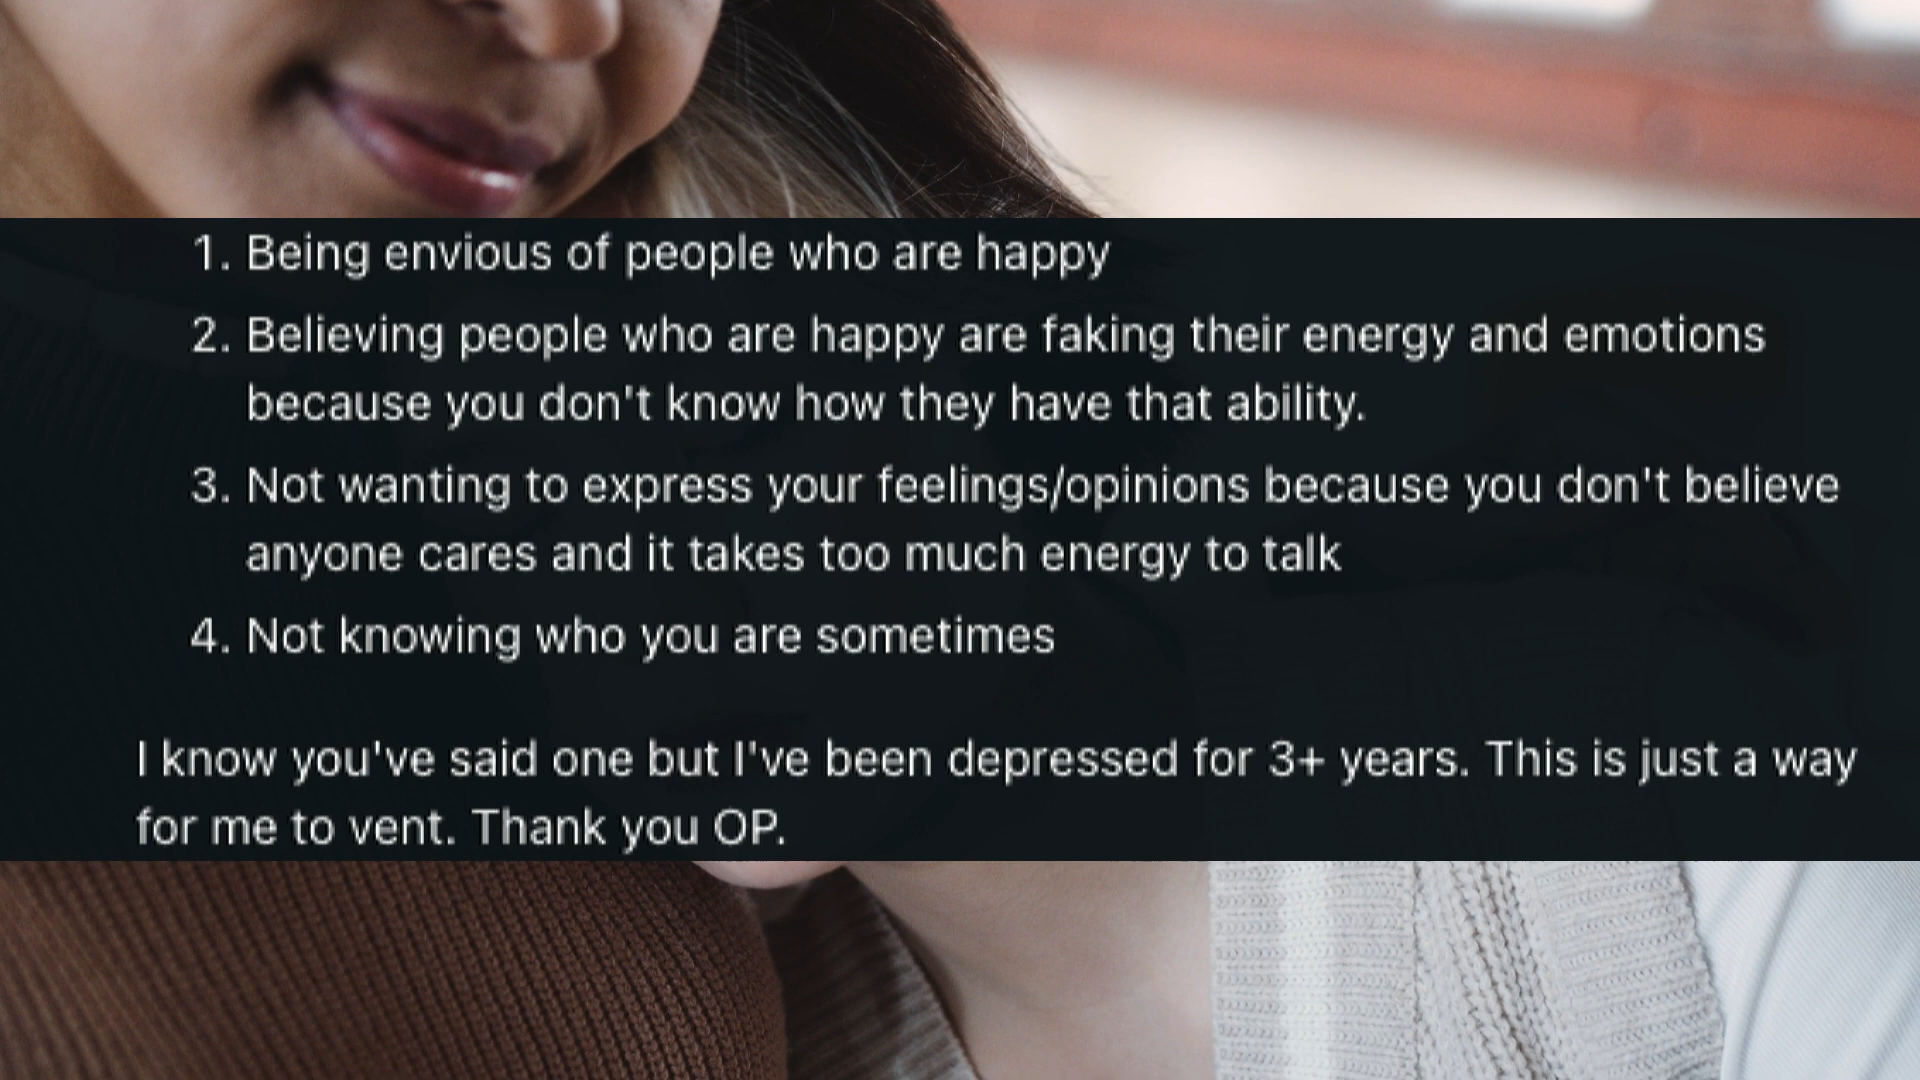 1. Being envious of people who are happy
2. Believing people who are happy are faking their energy and emotions
because you don't know how they have that ability.
3. Not wanting to express your feelings/opinions because you don't believe
anyone cares and it takes too much energy to talk
4. Not knowing who you are sometimes
I know you've said one but I've been depressed for 3+ years. This is just a way
for me to vent. Thank you OP.